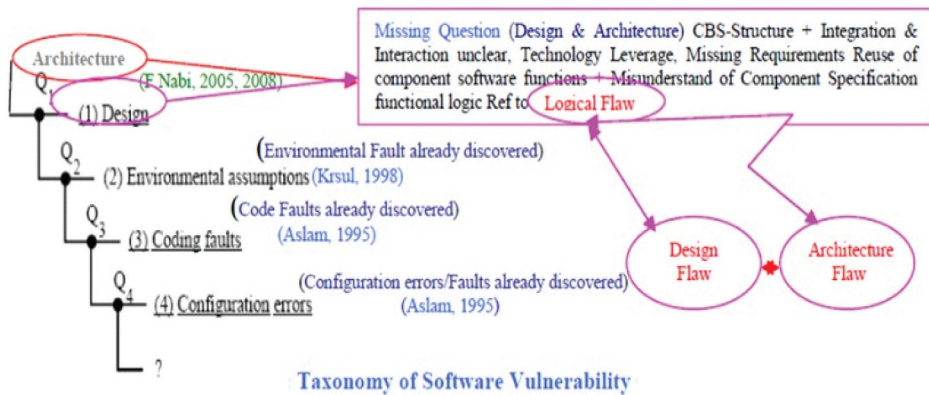 Missing Question (Design & Architecture) CBS-Structure + Integration &
Interaction unclear, Technology Leverage, Missing Requirements Reuse of
component software functions + Misunderstand of Component Specification
functional logic Ref to Logical Flaw
Architecture
(F Nabi, 2005, 2008)
Q1
(1) Design
(Environmental Fault already discovered)
Q2
(2) Environmental assumptions (Krsul, 1998)
(Code Faults already discovered)
Q3
(Aslam, 1995)
(3) Coding faults
Design
Flaw
Architecture
Flaw
(Configuration errors/Faults already discovered)
Q4
(4) Configuration errors
(Aslam, 1995)
?
Taxonomy of Software Vulnerability